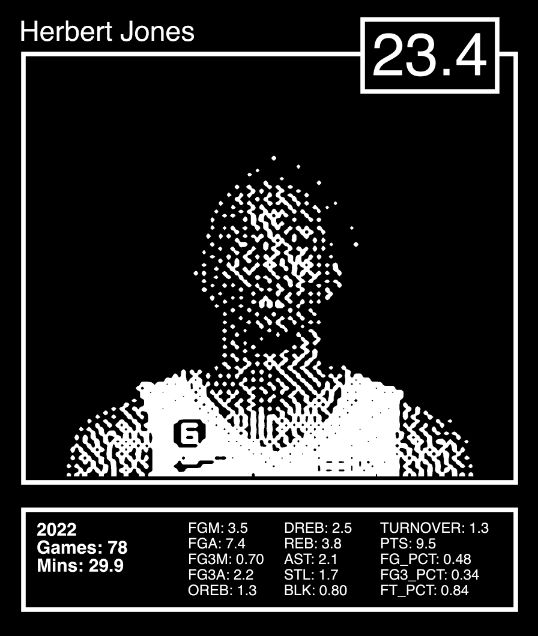 Herbert Jones
23.4
6
2022
Games: 78
Mins: 29.9
FGM: 3.5
FGA: 7.4
FG3M: 0.70
FG3A: 2.2
OREB: 1.3
DREB: 2.5
REB: 3.8
AST: 2.1
STL: 1.7
BLK: 0.80
TURNOVER: 1.3
PTS: 9.5
FG_PCT: 0.48
FG3_PCT: 0.34
FT_PCT: 0.84